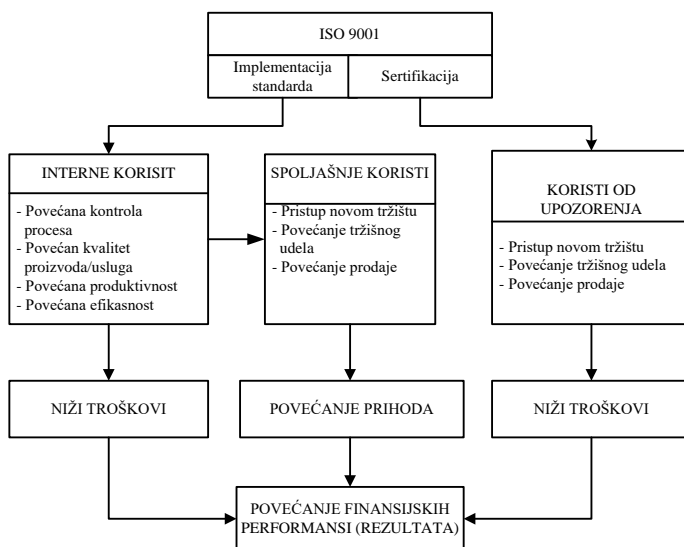 ISO 9001
Implementacija
standarda
Sertifikacija
INTERNE KORISIT
- Povećana kontrola
procesa
- Povećan kvalitet
proizvoda/usluga
- Povećana produktivnost
- Povećana efikasnost
SPOLJAŠNJE KORISTI
- Pristup novom tržištu
- Povećanje tržišnog
udela
- Povećanje prodaje
KORISTI OD
UPOZORENJA
- Pristup novom tržištu
- Povećanje tržišnog udela
- Povećanje prodaje
NIŽI TROŠKOVI
POVEĆANJE PRIHODA
NIŽI TROŠKOVI
POVEĆANJE FINANSIJSKIH
PERFORMANSI (REZULTATA)